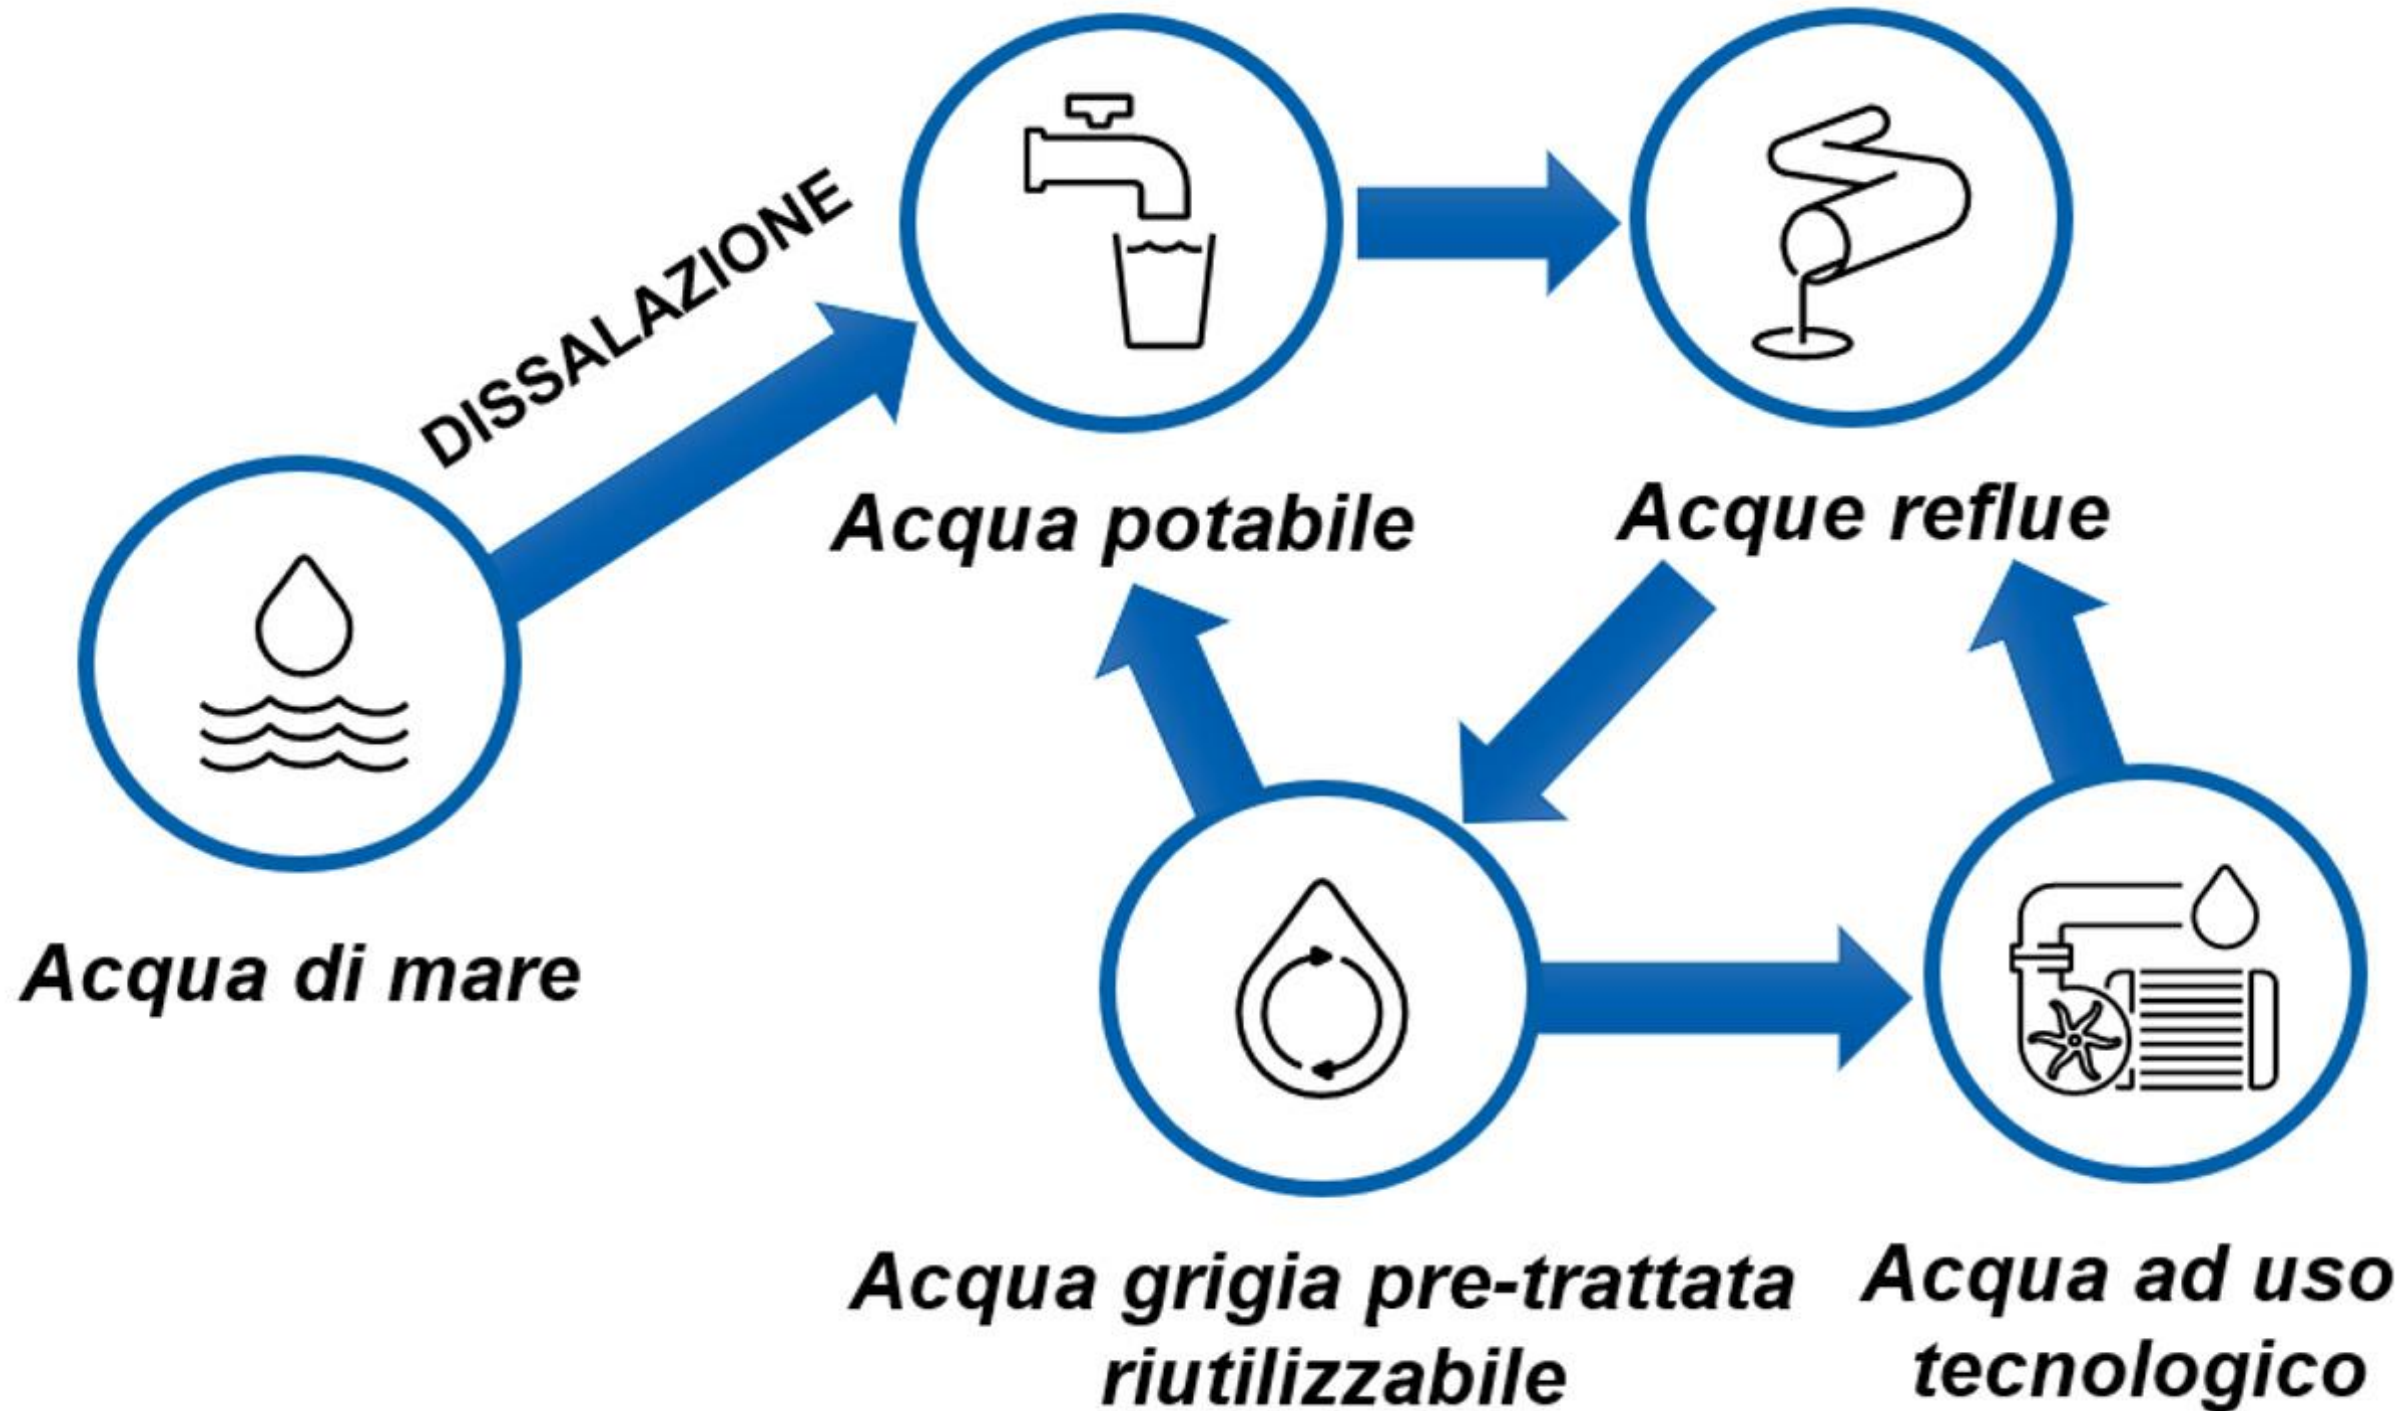 DISSALAZIONE
Acqua potabile
Acque reflue
Acqua di mare
Acqua grigia pre-trattata
riutilizzabile
Acqua ad uso
tecnologico